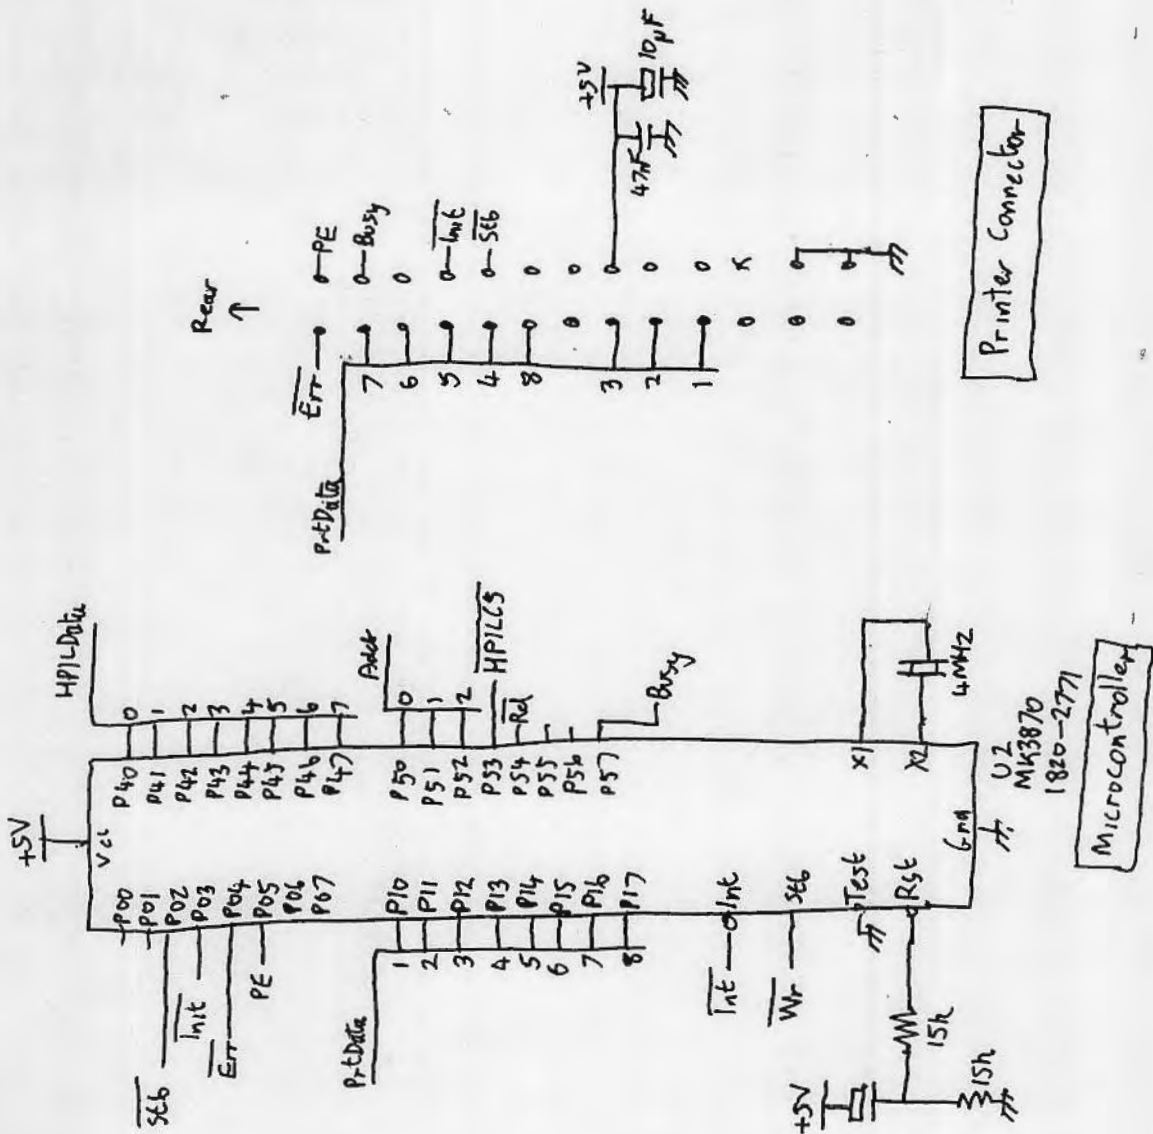 +5V
Stb
Init
Err
PE
P00
P01
P02
P03
P04
P05
P06
P07
Vcc
PrtData
1
2
3
4
5
6
7
8
P10
P11
P12
P13
P14
P15
P16
P17
Int
Int
Wr
Stb
Test
Rst
+5V
15k
15k
Gnd
HPILData
0
1
2
3
4
5
6
7
P40
P41
P42
P43
P44
P45
P46
P47
Addr
0
1
2
HPILCS
Rd
P50
P51
P52
P53
P54
P55
P56
P57
Busy
X1
X2
4MHz
U2
MK3870
1820-2771
Microcontroller
Rear
Err
PE
PrtData
7
6
5
4
8
3
2
1
Busy
Init
Stb
+5V
47nF
10µF
Printer Connector